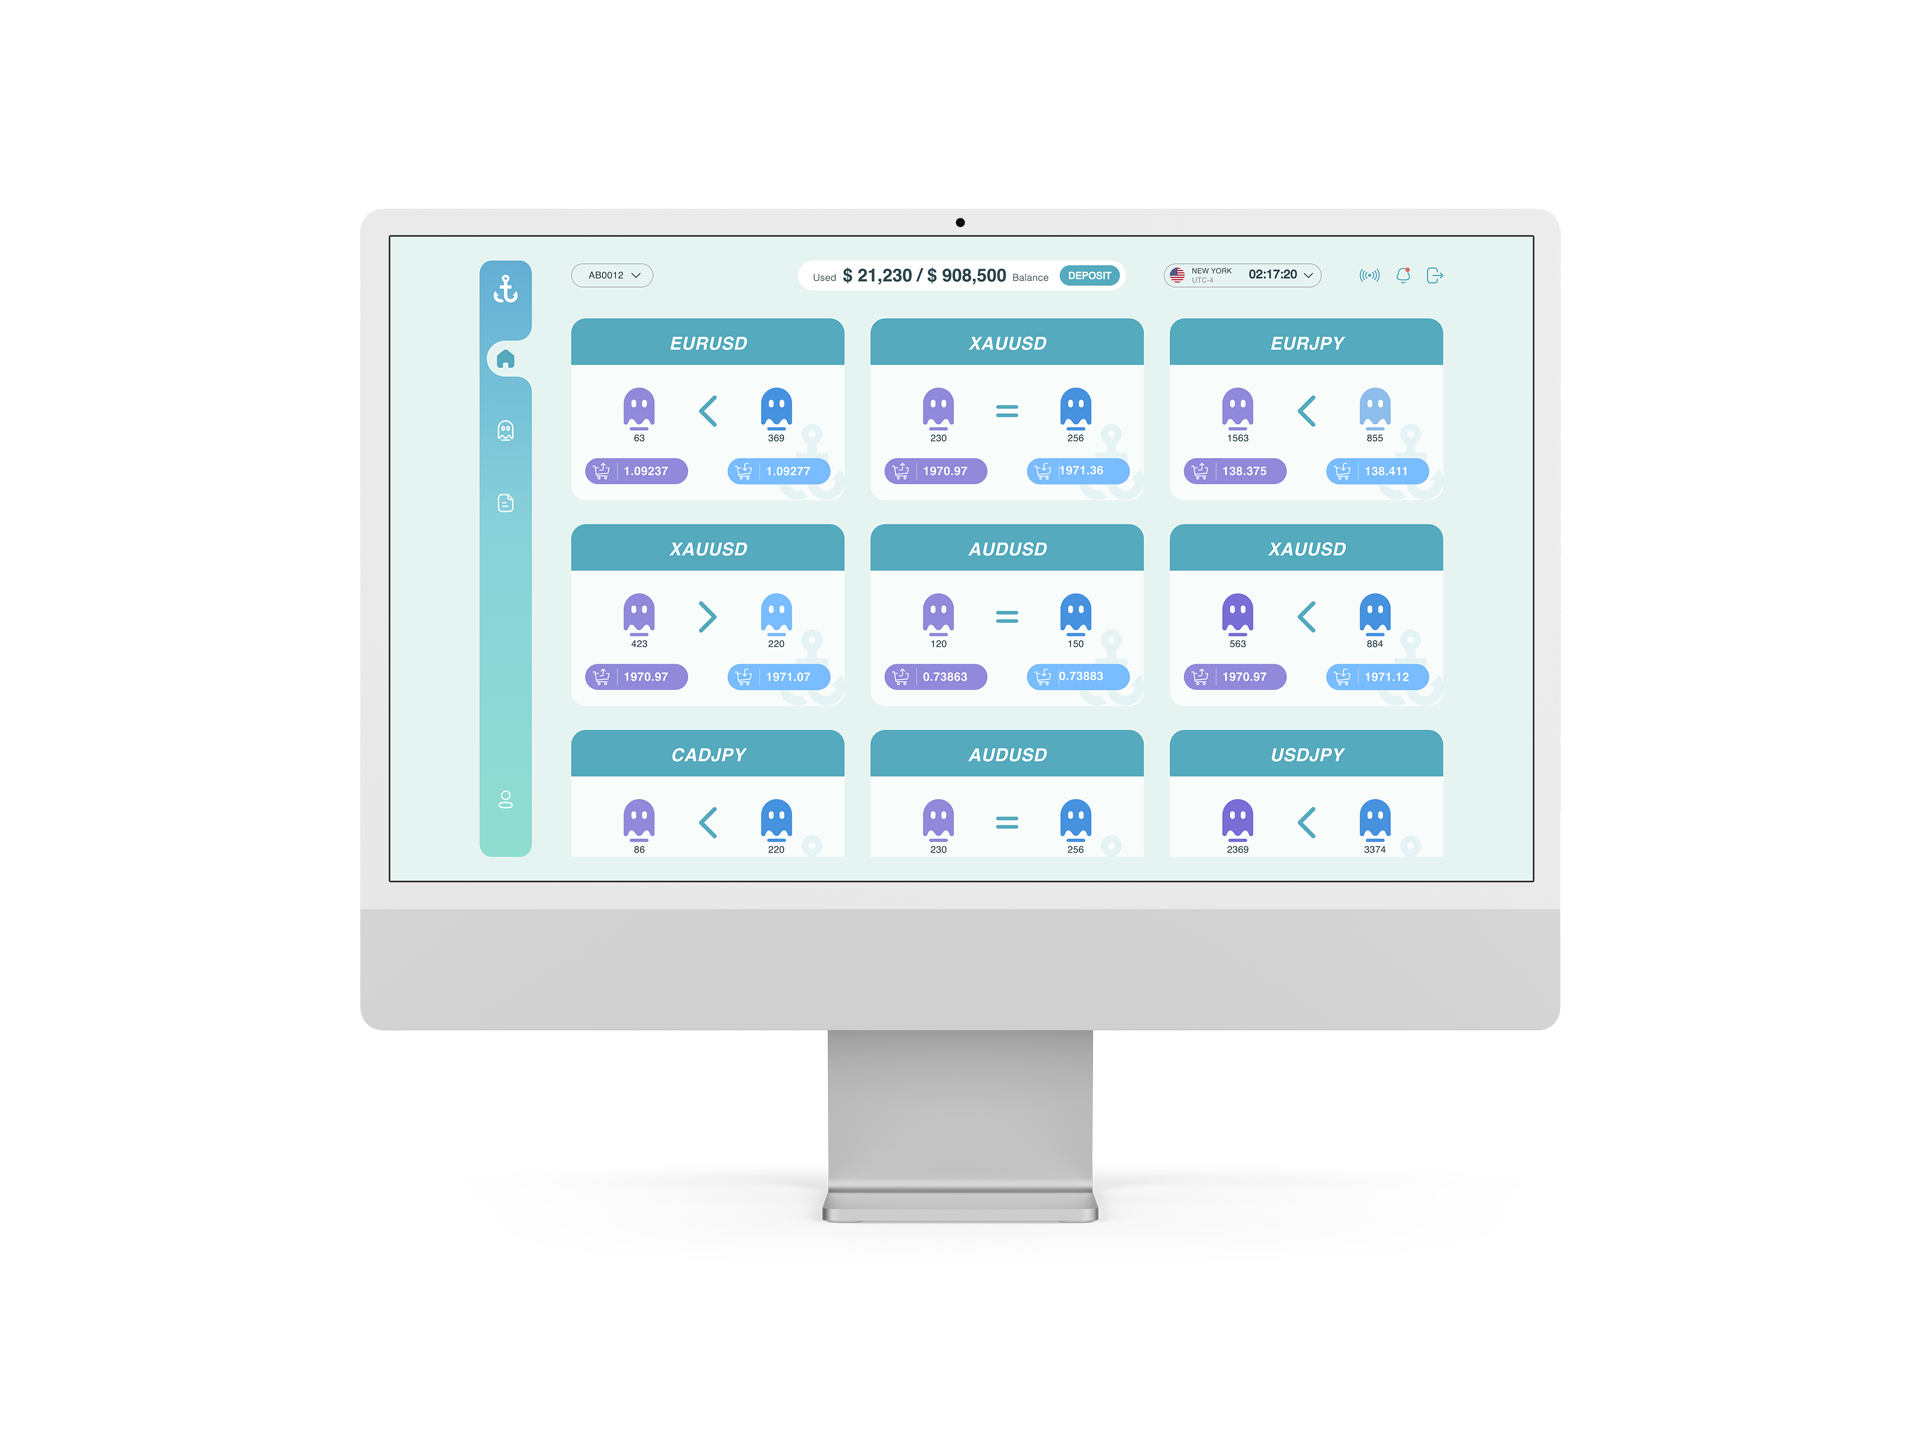 AB0012
Used $ 21,230 / $ 908,500 Balance DEPOSIT
NEW YORK 02:17:20
UTC-4
EURUSD XAUUSD EURJPY
< = <
63 369 230 256 1563 855
1.09237 1.09277 1970.97 1971.36 138.375 138.411
XAUUSD AUDUSD XAUUSD
> = <
423 220 120 150 563 884
1970.97 1971.07 0.73863 0.73883 1970.97 1971.12
CADJPY AUDUSD USDJPY
< = <
86 220 230 256 2369 3374